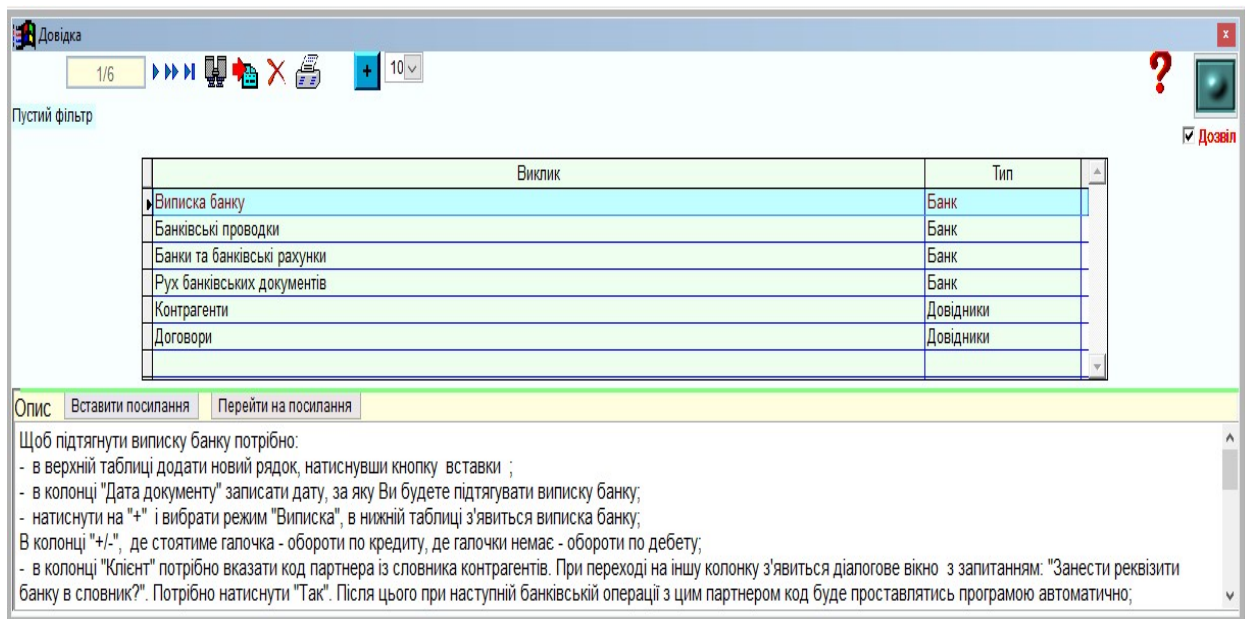 Довідка
1/6
+
10
?
Пустий фільтр
Дозвіл
Виклик Тип
Виписка банку Банк
Банківські проводки Банк
Банки та банківські рахунки Банк
Рух банківських документів Банк
Контрагенти Довідники
Договори Довідники
Опис Вставити посилання Перейти на посилання
Щоб підтягнути виписку банку потрібно:
- в верхній таблиці додати новий рядок, натиснувши кнопку вставки ;
- в колонці "Дата документу" записати дату, за яку Ви будете підтягувати виписку банку;
- натиснути на "+" і вибрати режим "Виписка", в нижній таблиці з'явиться виписка банку;
В колонці "+/-", де стоятиме галочка - обороти по кредиту, де галочки немає - обороти по дебету;
- в колонці "Клієнт" потрібно вказати код партнера із словника контрагентів. При переході на іншу колонку з'явиться діалогове вікно з запитанням: "Занести реквізити
банку в словник?". Потрібно натиснути "Так". Після цього при наступній банківській операції з цим партнером код буде проставлятись програмою автоматично;